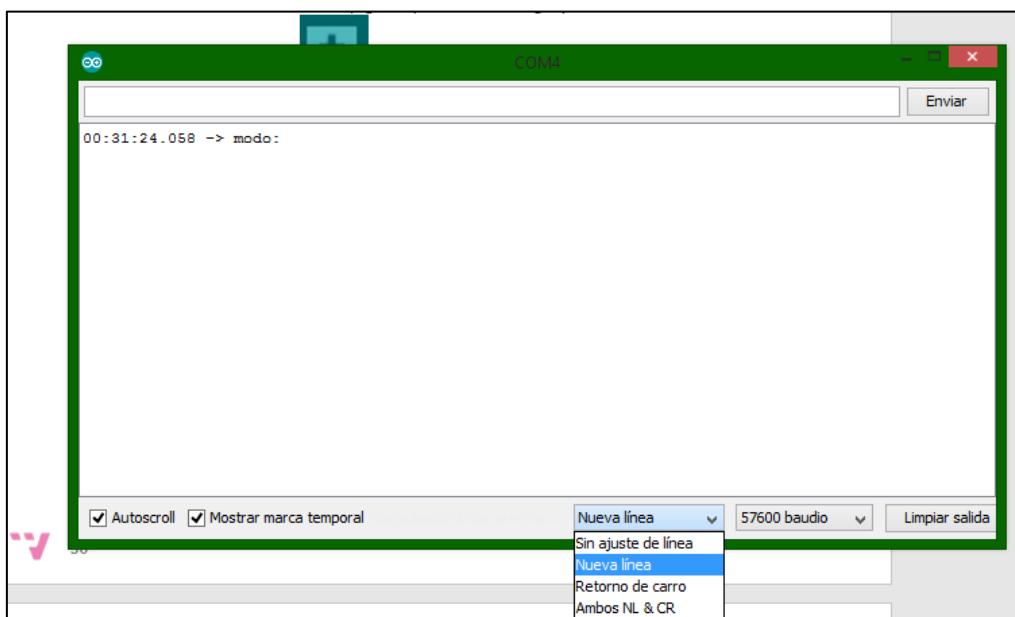 COM4
Enviar
00:31:24.058 -> modo:
Autoscroll Mostrar marca temporal Nueva línea 57600 baudio Limpiar salida
Sin ajuste de línea
Nueva línea
Retorno de carro
Ambos NL & CR